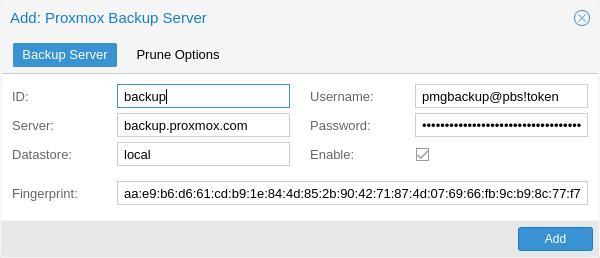 Add: Proxmox Backup Server
Backup Server Prune Options
ID: backup Username: pmgbackup@pbs!token
Server: backup.proxmox.com Password: ••••••••••••••••••••••••••••••••••••
Datastore: local Enable:
Fingerprint: aa:e9:b6:d6:61:cd:b9:1e:84:4d:85:2b:90:42:71:87:4d:07:69:66:fb:9c:b9:8c:77:f7
Add